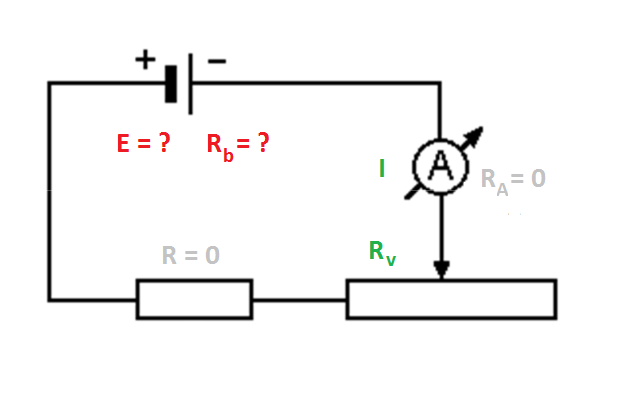 + −
E = ? R_b = ?
I A R_A = 0
R = 0 R_v